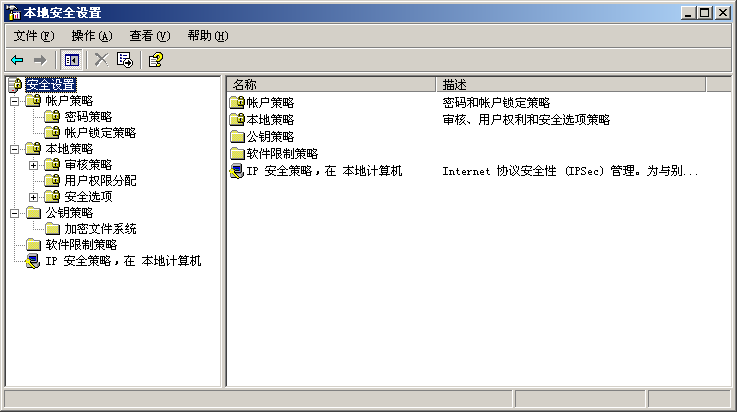 本地安全设置
文件(F) 操作(A) 查看(V) 帮助(H)
安全设置
帐户策略
密码策略
帐户锁定策略
本地策略
审核策略
用户权限分配
安全选项
公钥策略
加密文件系统
软件限制策略
IP 安全策略，在 本地计算机
名称 描述
帐户策略 密码和帐户锁定策略
本地策略 审核、用户权利和安全选项策略
公钥策略
软件限制策略
IP 安全策略，在 本地计算机 Internet 协议安全性 (IPSec) 管理。为与别...